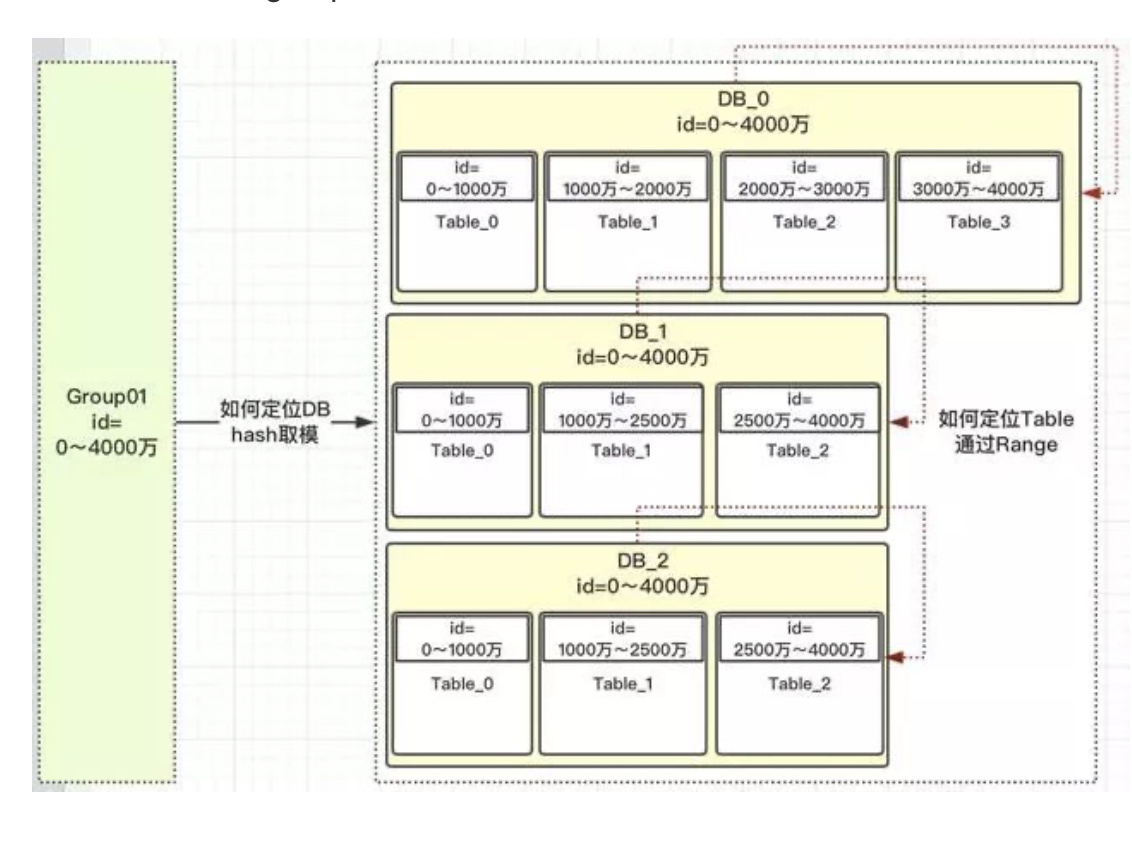 Group01
id=
0～4000万
如何定位DB
hash取模
DB_0
id=0～4000万
id=
0～1000万
Table_0
id=
1000万～2000万
Table_1
id=
2000万～3000万
Table_2
id=
3000万～4000万
Table_3
DB_1
id=0～4000万
id=
0～1000万
Table_0
id=
1000万～2500万
Table_1
id=
2500万～4000万
Table_2
如何定位Table
通过Range
DB_2
id=0～4000万
id=
0～1000万
Table_0
id=
1000万～2500万
Table_1
id=
2500万～4000万
Table_2